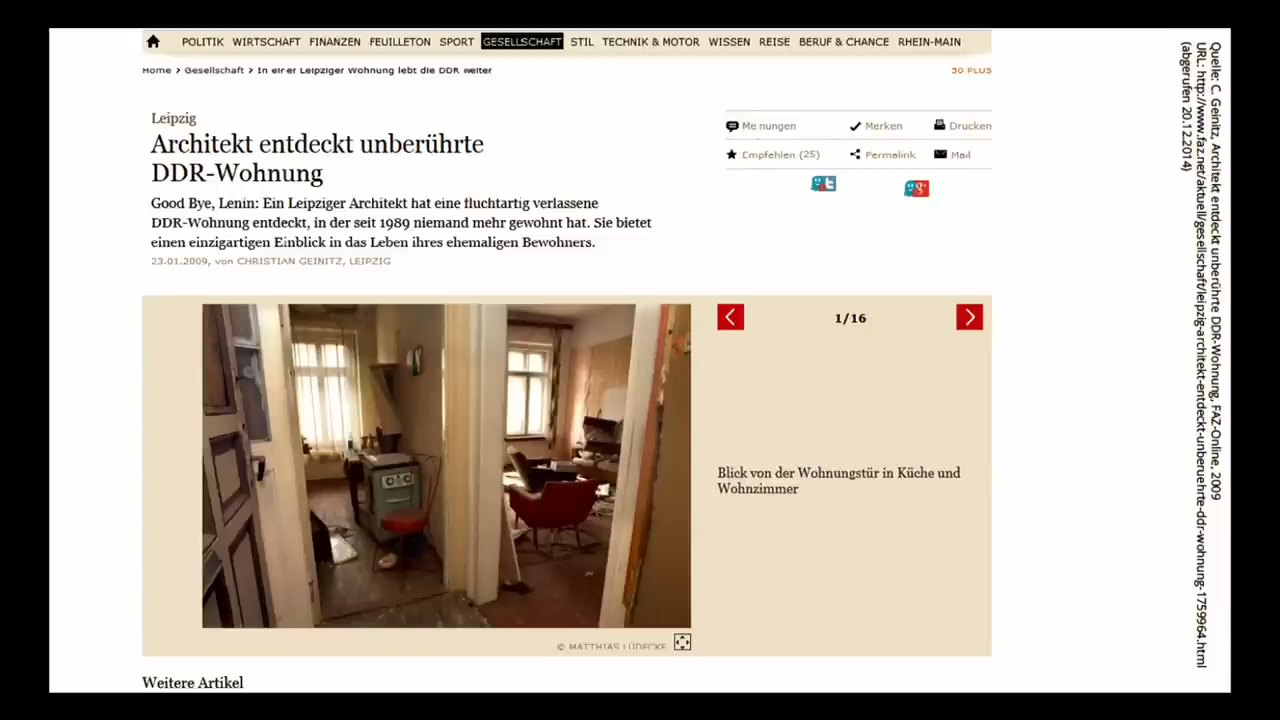 POLITIK WIRTSCHAFT FINANZEN FEUILLETON SPORT GESELLSCHAFT STIL TECHNIK & MOTOR WISSEN REISE BERUF & CHANCE RHEIN-MAIN
Home > Gesellschaft > In einer Leipziger Wohnung lebt die DDR weiter
50 PLUS
Leipzig
Architekt entdeckt unberührte
DDR-Wohnung
Good Bye, Lenin: Ein Leipziger Architekt hat eine fluchtartig verlassene
DDR-Wohnung entdeckt, in der seit 1989 niemand mehr gewohnt hat. Sie bietet
einen einzigartigen Einblick in das Leben ihres ehemaligen Bewohners.
23.01.2009, von CHRISTIAN GEINITZ, LEIPZIG
Meinungen Merken Drucken
Empfehlen (25) Permalink Mail
1/16
Blick von der Wohnungstür in Küche und
Wohnzimmer
© MATTHIAS LÜDECKE
Weitere Artikel
Quelle: C. Geinitz, Architekt entdeckt unberührte DDR-Wohnung, FAZ-Online, 2009
URL: http://www.faz.net/aktuell/gesellschaft/leipzig-architekt-entdeckt-unberuehrte-ddr-wohnung-1759964.html
(abgerufen 20.12.2014)